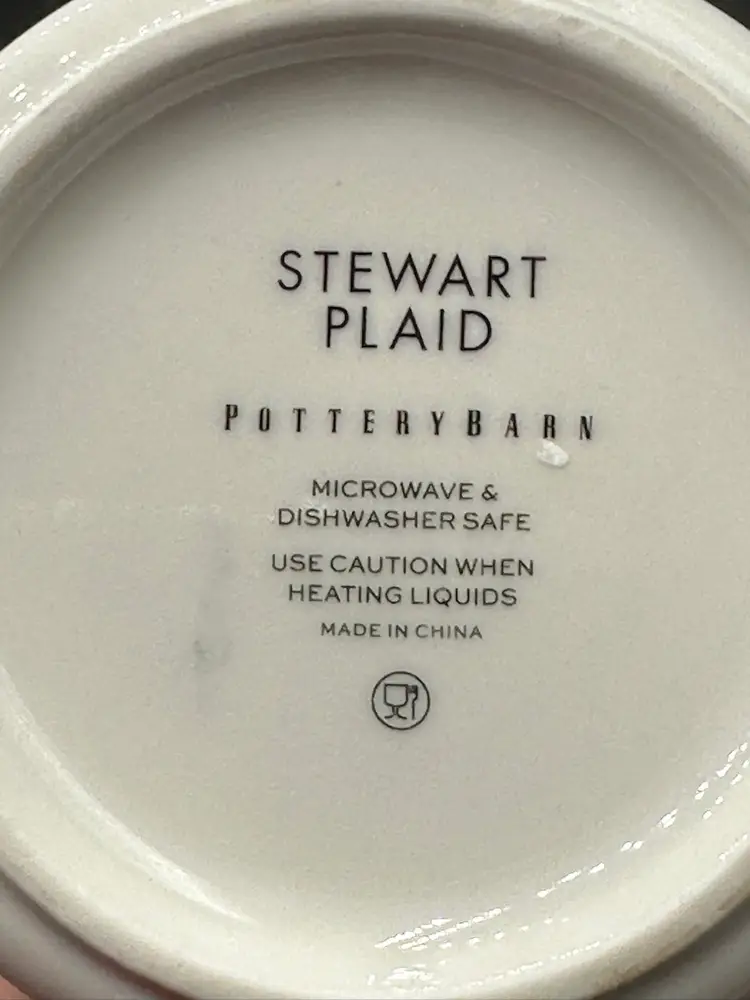 STEWART
PLAID
POTTERYBARN
MICROWAVE &
DISHWASHER SAFE
USE CAUTION WHEN
HEATING LIQUIDS
MADE IN CHINA